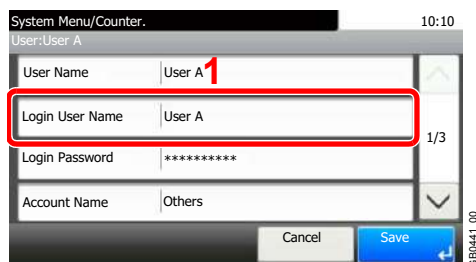 System Menu/Counter. 10:10
User:User A
User Name User A 1
Login User Name User A
1/3
Login Password **********
Account Name Others
Cancel Save